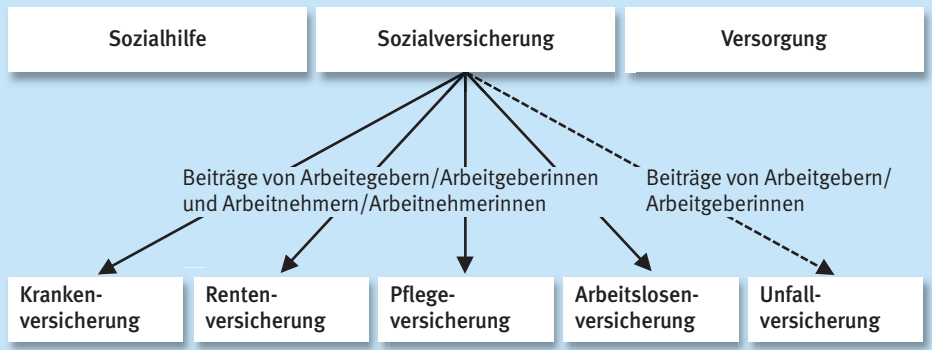 Sozialhilfe
Sozialversicherung
Versorgung
Beiträge von Arbeitegebern/Arbeitgeberinnen
und Arbeitnehmern/Arbeitnehmerinnen
Beiträge von Arbeitgebern/
Arbeitgeberinnen
Kranken-
versicherung
Renten-
versicherung
Pflege-
versicherung
Arbeitslosen-
versicherung
Unfall-
versicherung